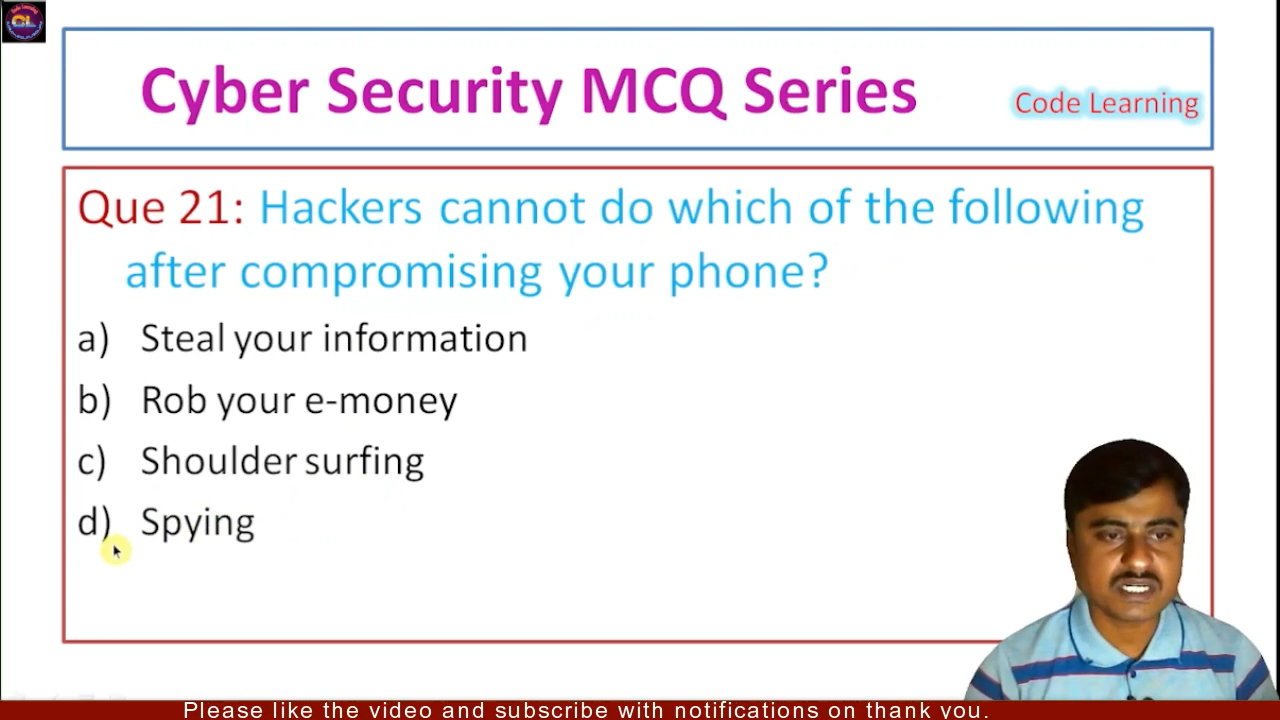 Cyber Security MCQ Series
Code Learning
Que 21: Hackers cannot do which of the following
after compromising your phone?
a) Steal your information
b) Rob your e-money
c) Shoulder surfing
d) Spying
Please like the video and subscribe with notifications on thank you.